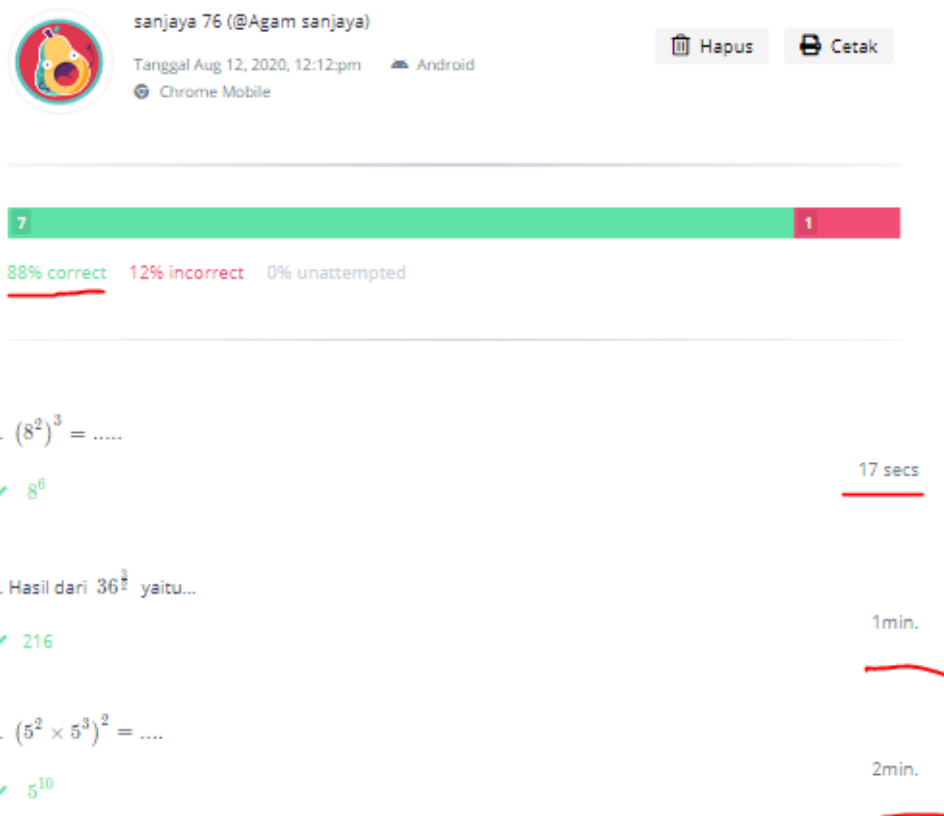 sanjaya 76 (@Agam sanjaya)
Hapus
Cetak
Tanggal Aug 12, 2020, 12:12:pm Android
Chrome Mobile
7 1
88% correct 12% incorrect 0% unattempted
. (8²)³ = .....
17 secs
✓ 8⁶
. Hasil dari 36^(3/2) yaitu...
1min.
✓ 216
. (5² × 5³)² = ....
2min.
✓ 5¹⁰